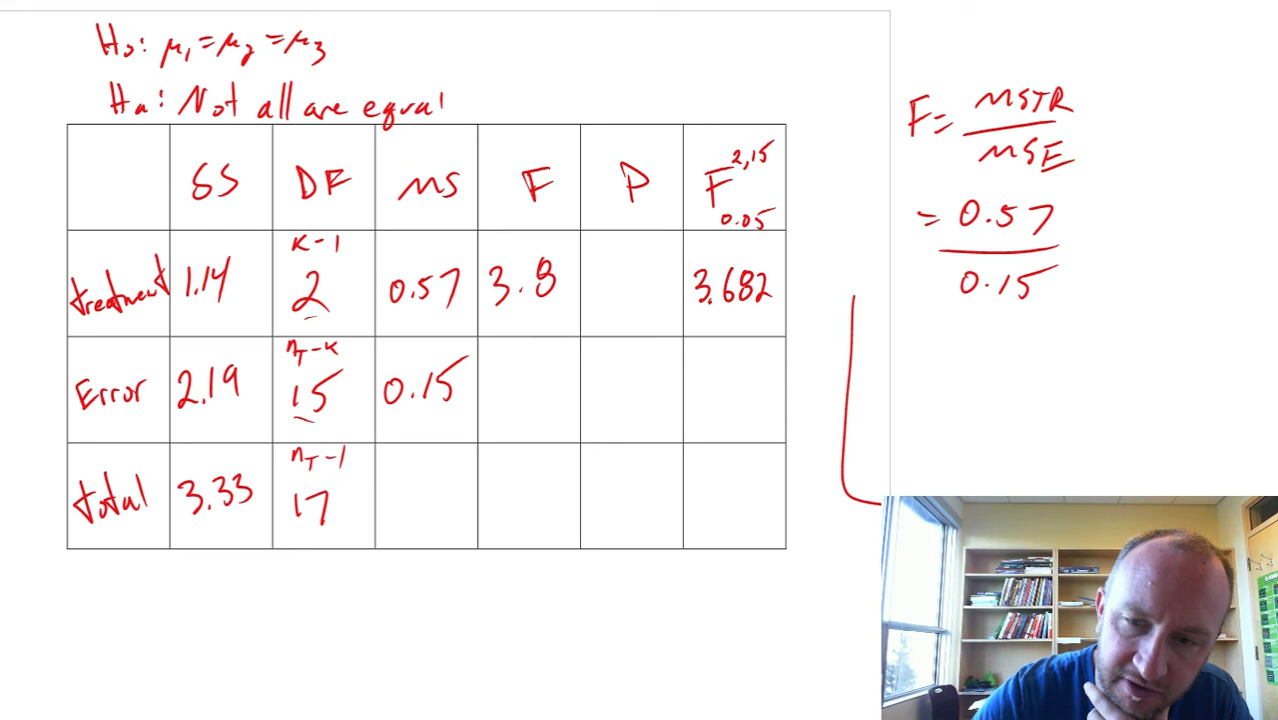 H₀: μ₁ = μ₂ = μ₃
Ha: Not all are equal
SS DF MS F P F 2,15 0.05
K-1
treatment 1.14 2 0.57 3.8 3.682
nT-K
Error 2.19 15 0.15
nT-1
total 3.33 17
F = MSTR / MSE
= 0.57 / 0.15